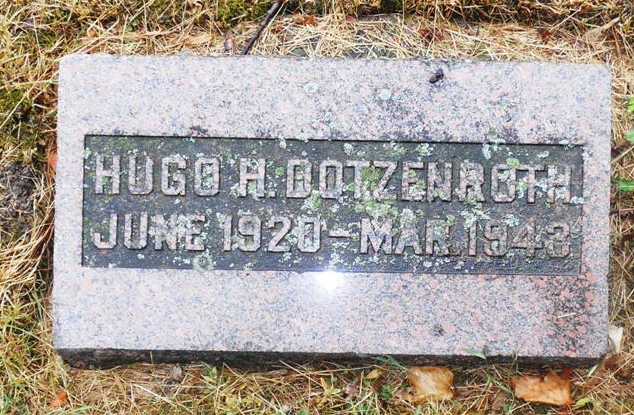 HUGO H. DOTZENROTH
JUNE 1920-MAR. 1943